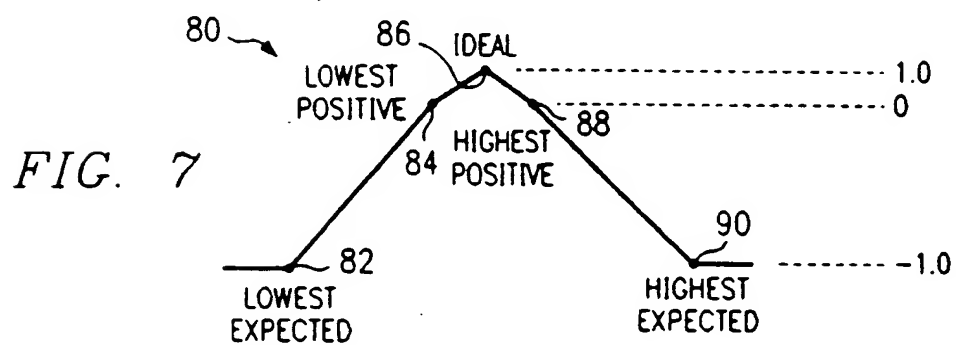 80
86
IDEAL
LOWEST
POSITIVE
1.0
0
84
88
HIGHEST
POSITIVE
FIG. 7
82
90
-1.0
LOWEST
EXPECTED
HIGHEST
EXPECTED